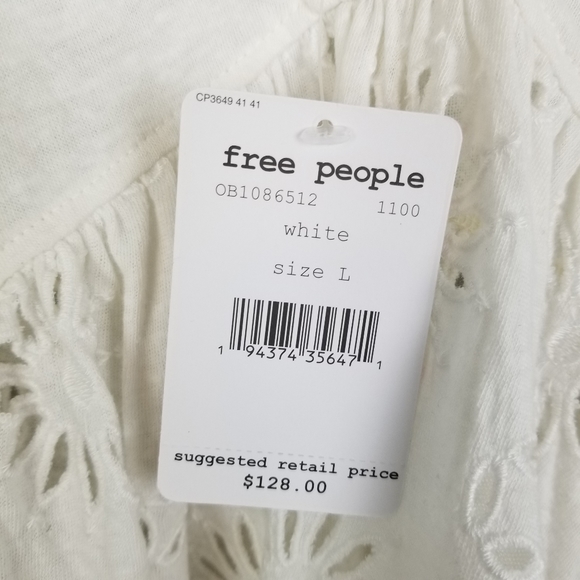 CP3649 41 41
free people
OB1086512 1100
white
size L
1 94374 35647 1
suggested retail price
$128.00